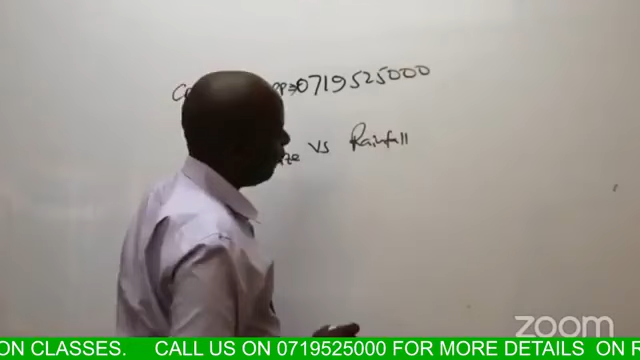 0719525000
vs Rainfall
zoom
ON CLASSES. CALL US ON 0719525000 FOR MORE DETAILS ON R